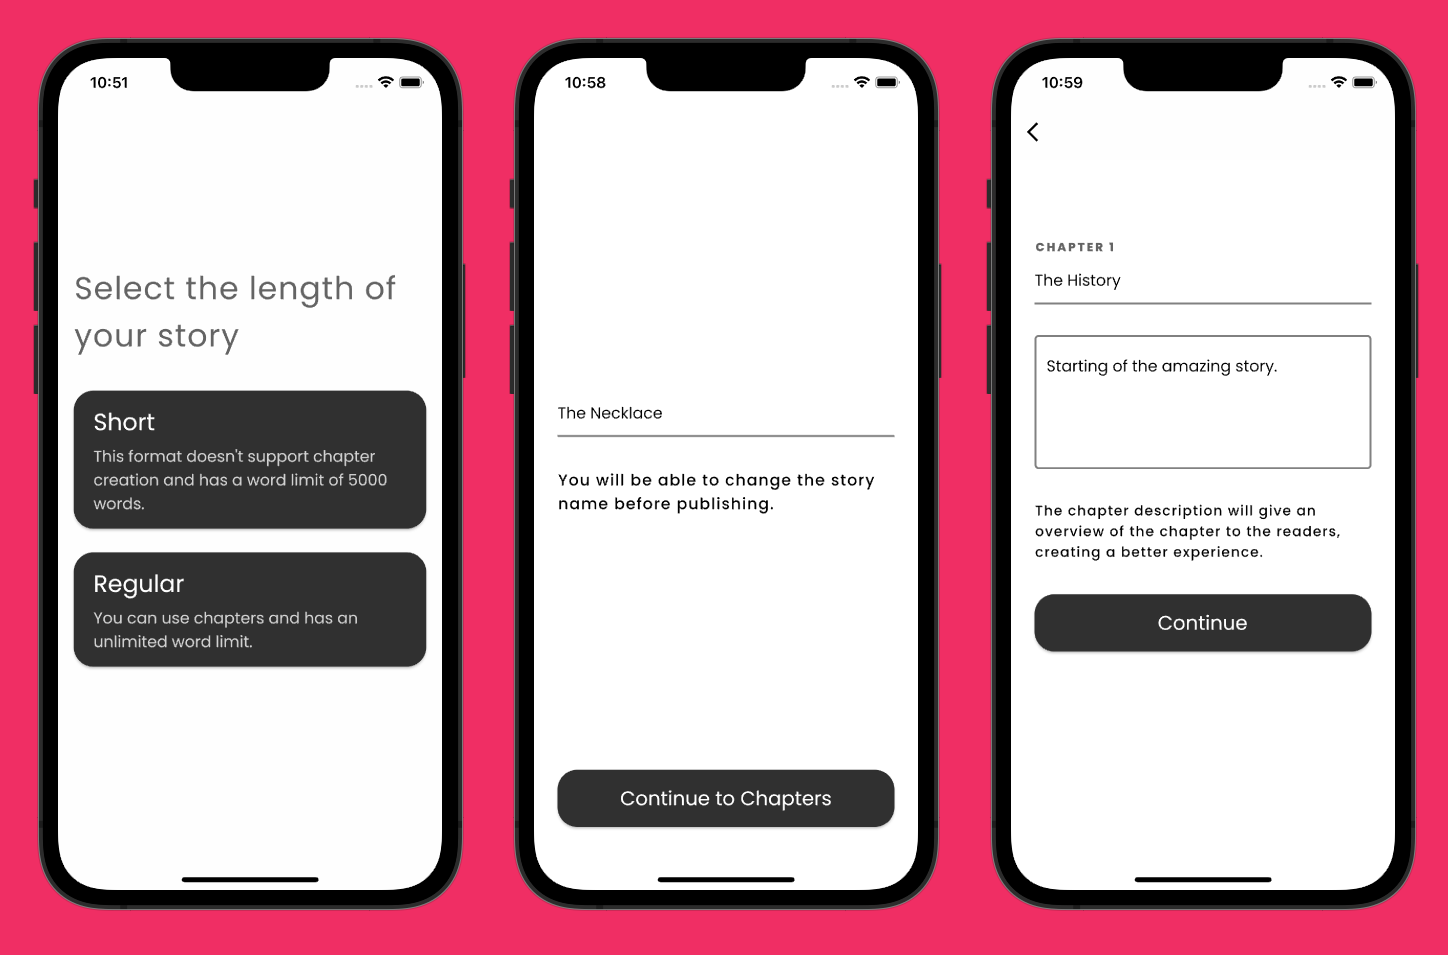 10:51
Select the length of
your story
Short
This format doesn't support chapter
creation and has a word limit of 5000
words.
Regular
You can use chapters and has an
unlimited word limit.
10:58
The Necklace
You will be able to change the story
name before publishing.
Continue to Chapters
10:59
CHAPTER 1
The History
Starting of the amazing story.
The chapter description will give an
overview of the chapter to the readers,
creating a better experience.
Continue